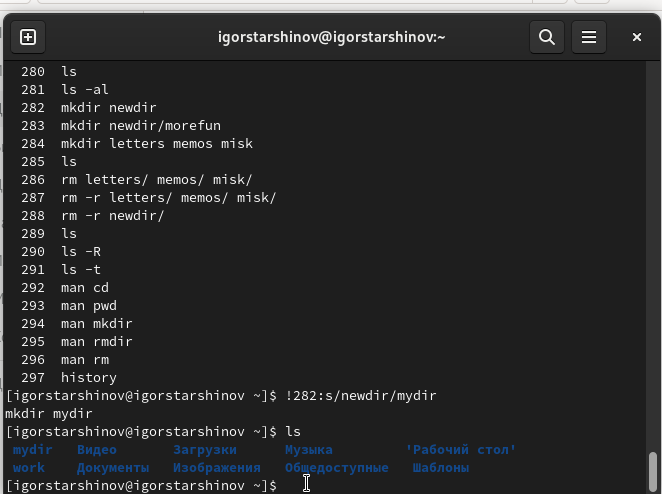 igorstarshinov@igorstarshinov:~
280 ls
281 ls -al
282 mkdir newdir
283 mkdir newdir/morefun
284 mkdir letters memos misk
285 ls
286 rm letters/ memos/ misk/
287 rm -r letters/ memos/ misk/
288 rm -r newdir/
289 ls
290 ls -R
291 ls -t
292 man cd
293 man pwd
294 man mkdir
295 man rmdir
296 man rm
297 history
[igorstarshinov@igorstarshinov ~]$ !282:s/newdir/mydir
mkdir mydir
[igorstarshinov@igorstarshinov ~]$ ls
mydir Видео Загрузки Музыка 'Рабочий стол'
work Документы Изображения Общедоступные Шаблоны
[igorstarshinov@igorstarshinov ~]$